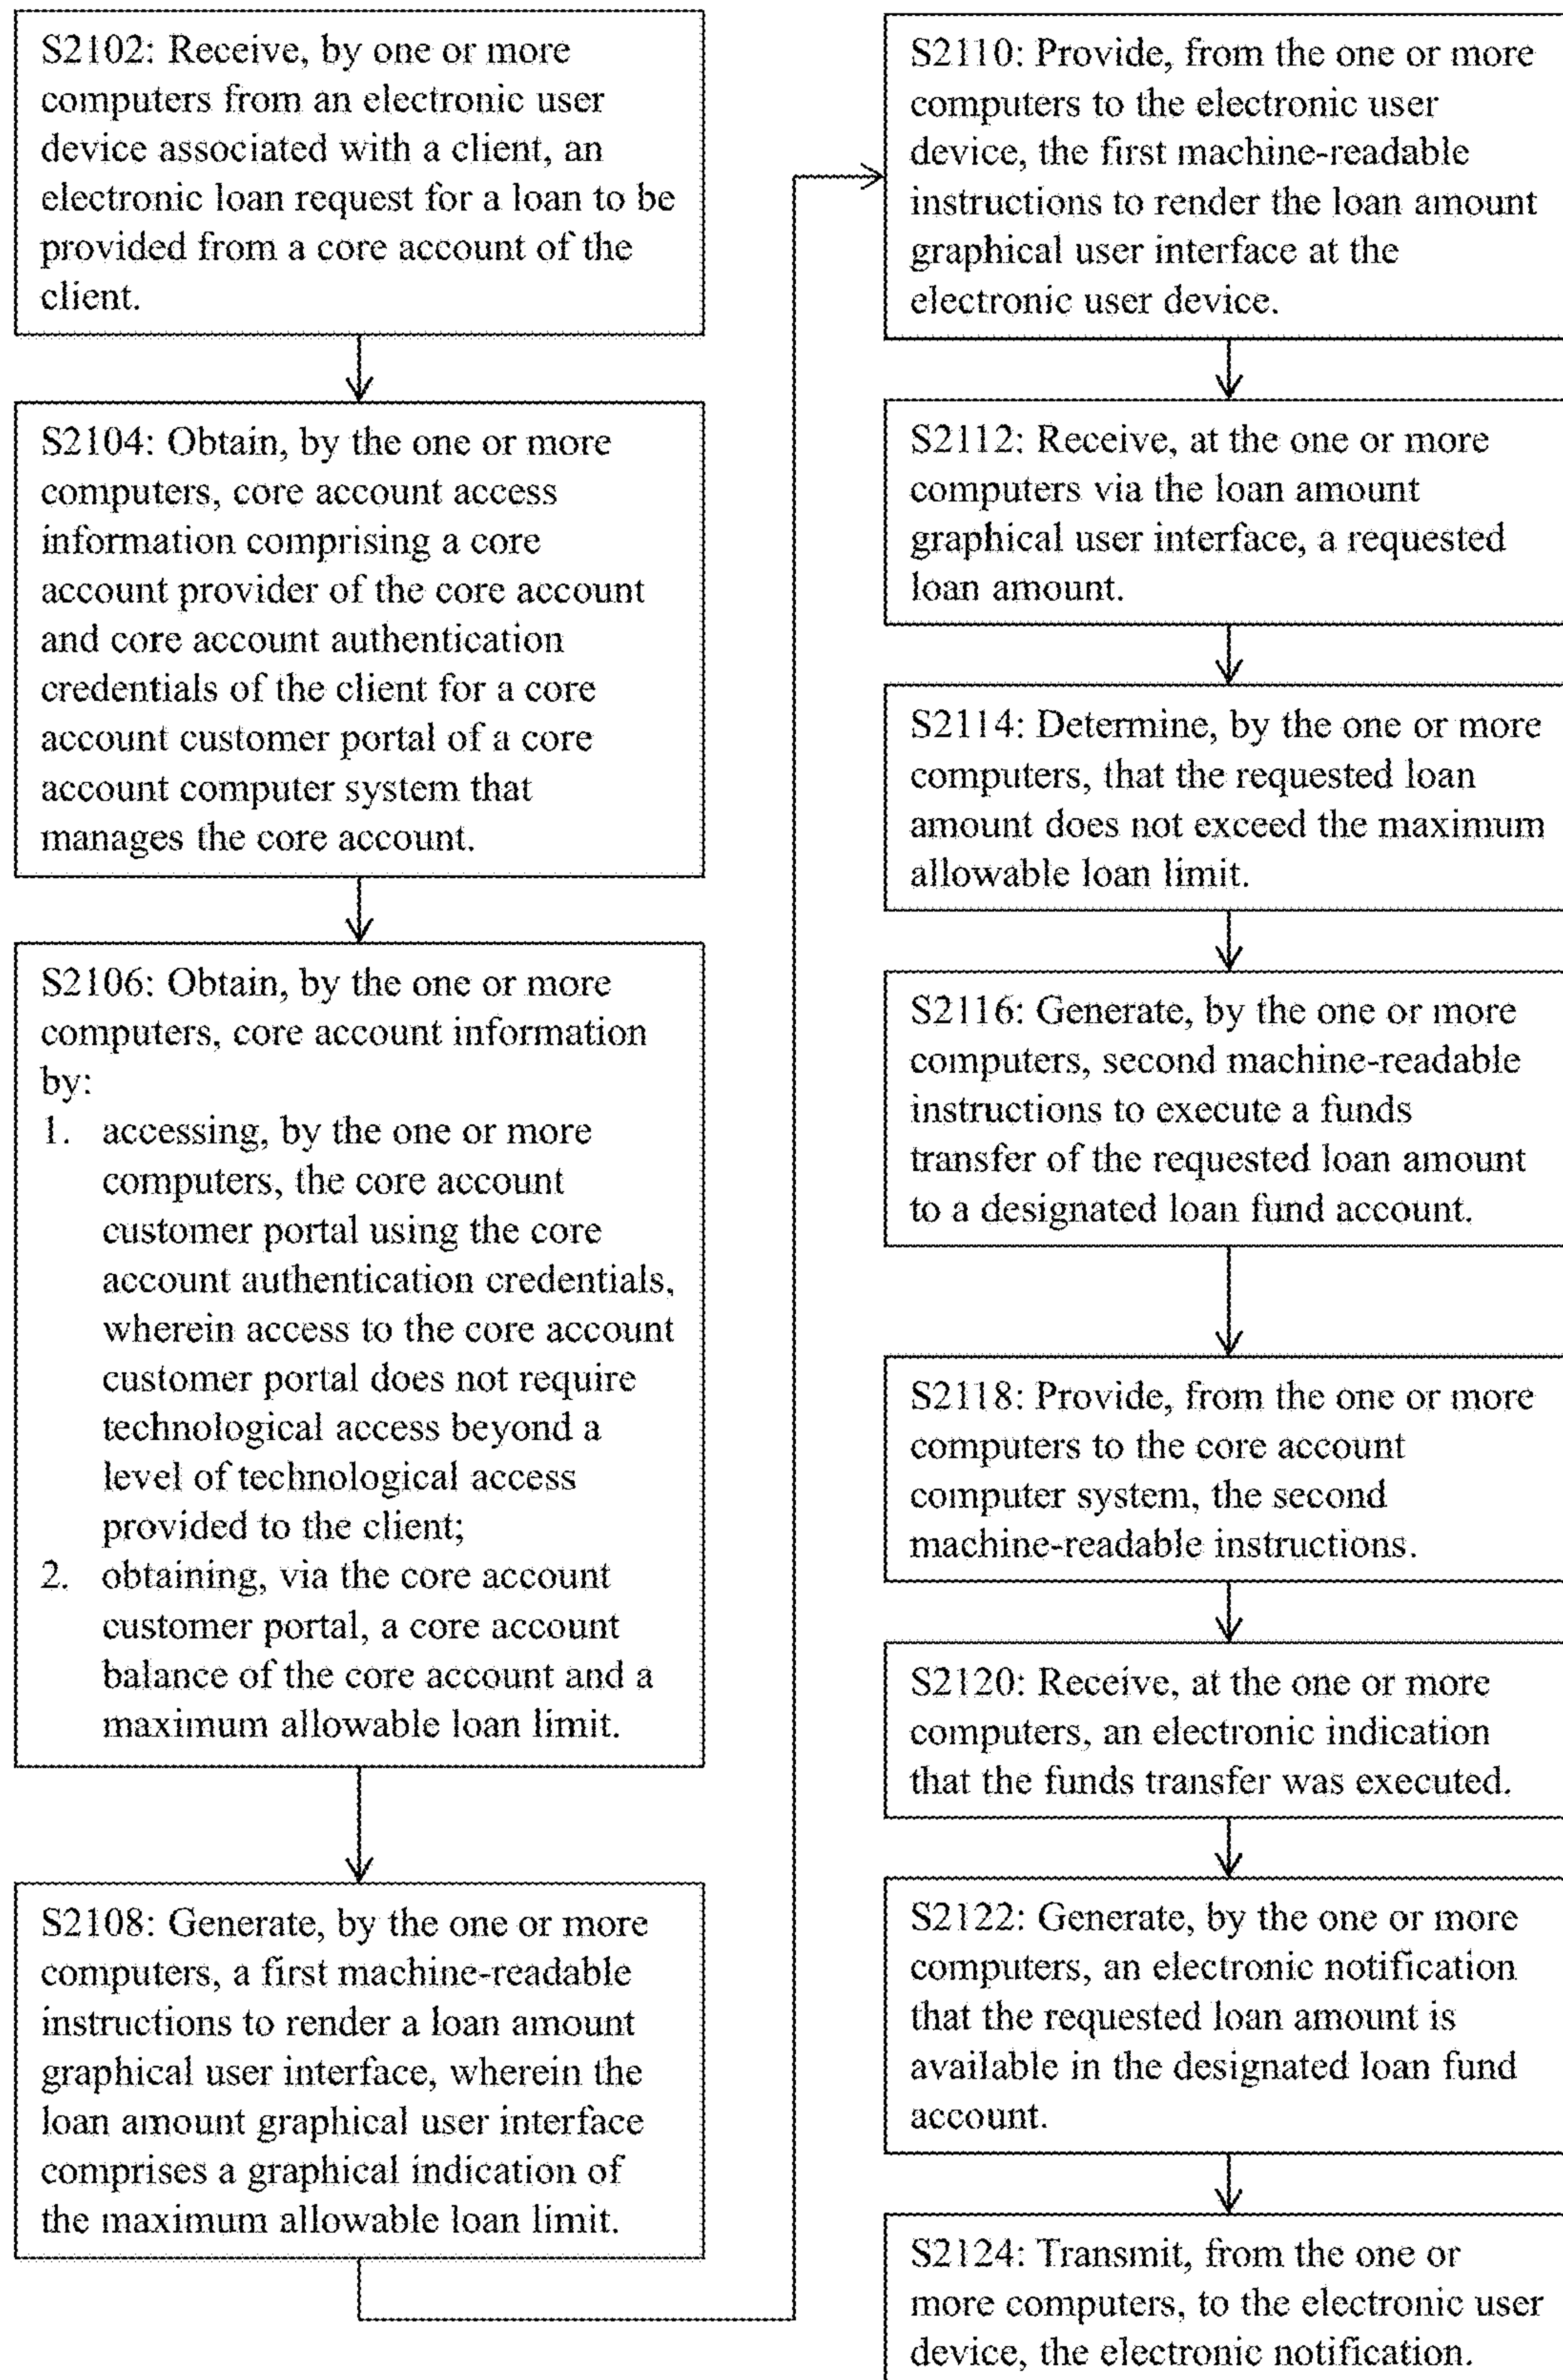 S2102: Receive, by one or more
computers from an electronic user
device associated with a client, an
electronic loan request for a loan to be
provided from a core account of the
client.
S2104: Obtain, by the one or more
computers, core account access
information comprising a core
account provider of the core account
and core account authentication
credentials of the client for a core
account customer portal of a core
account computer system that
manages the core account.
S2106: Obtain, by the one or more
computers, core account information
by:
1. accessing, by the one or more
computers, the core account
customer portal using the core
account authentication credentials,
wherein access to the core account
customer portal does not require
technological access beyond a
level of technological access
provided to the client;
2. obtaining, via the core account
customer portal, a core account
balance of the core account and a
maximum allowable loan limit.
S2108: Generate, by the one or more
computers, a first machine-readable
instructions to render a loan amount
graphical user interface, wherein the
loan amount graphical user interface
comprises a graphical indication of
the maximum allowable loan limit.
S2110: Provide, from the one or more
computers to the electronic user
device, the first machine-readable
instructions to render the loan amount
graphical user interface at the
electronic user device.
S2112: Receive, at the one or more
computers via the loan amount
graphical user interface, a requested
loan amount.
S2114: Determine, by the one or more
computers, that the requested loan
amount does not exceed the maximum
allowable loan limit.
S2116: Generate, by the one or more
computers, second machine-readable
instructions to execute a funds
transfer of the requested loan amount
to a designated loan fund account.
S2118: Provide, from the one or more
computers to the core account
computer system, the second
machine-readable instructions.
S2120: Receive, at the one or more
computers, an electronic indication
that the funds transfer was executed.
S2122: Generate, by the one or more
computers, an electronic notification
that the requested loan amount is
available in the designated loan fund
account.
S2124: Transmit, from the one or
more computers, to the electronic user
device, the electronic notification.